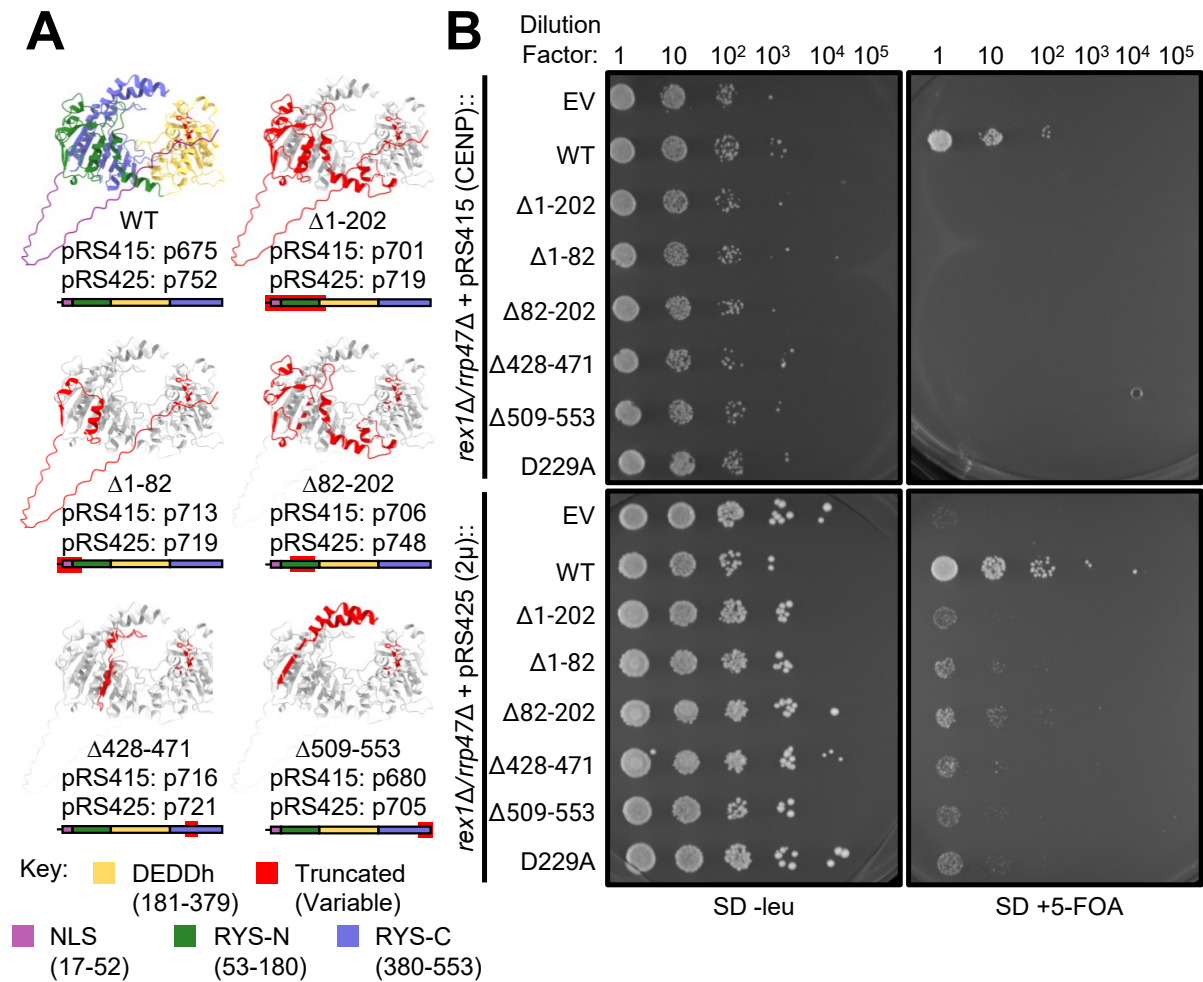 A
WT
pRS415: p675
pRS425: p752
Δ1-202
pRS415: p701
pRS425: p719
Δ1-82
pRS415: p713
pRS425: p719
Δ82-202
pRS415: p706
pRS425: p748
Δ428-471
pRS415: p716
pRS425: p721
Δ509-553
pRS415: p680
pRS425: p705
Key:
DEDDh
(181-379)
Truncated
(Variable)
NLS
(17-52)
RYS-N
(53-180)
RYS-C
(380-553)
B
Dilution
Factor: 1 10 10² 10³ 10⁴ 10⁵ 1 10 10² 10³ 10⁴ 10⁵
rex1Δ/rrp47Δ + pRS415 (CENP)::
EV
WT
Δ1-202
Δ1-82
Δ82-202
Δ428-471
Δ509-553
D229A
rex1Δ/rrp47Δ + pRS425 (2μ)::
EV
WT
Δ1-202
Δ1-82
Δ82-202
Δ428-471
Δ509-553
D229A
SD -leu
SD +5-FOA